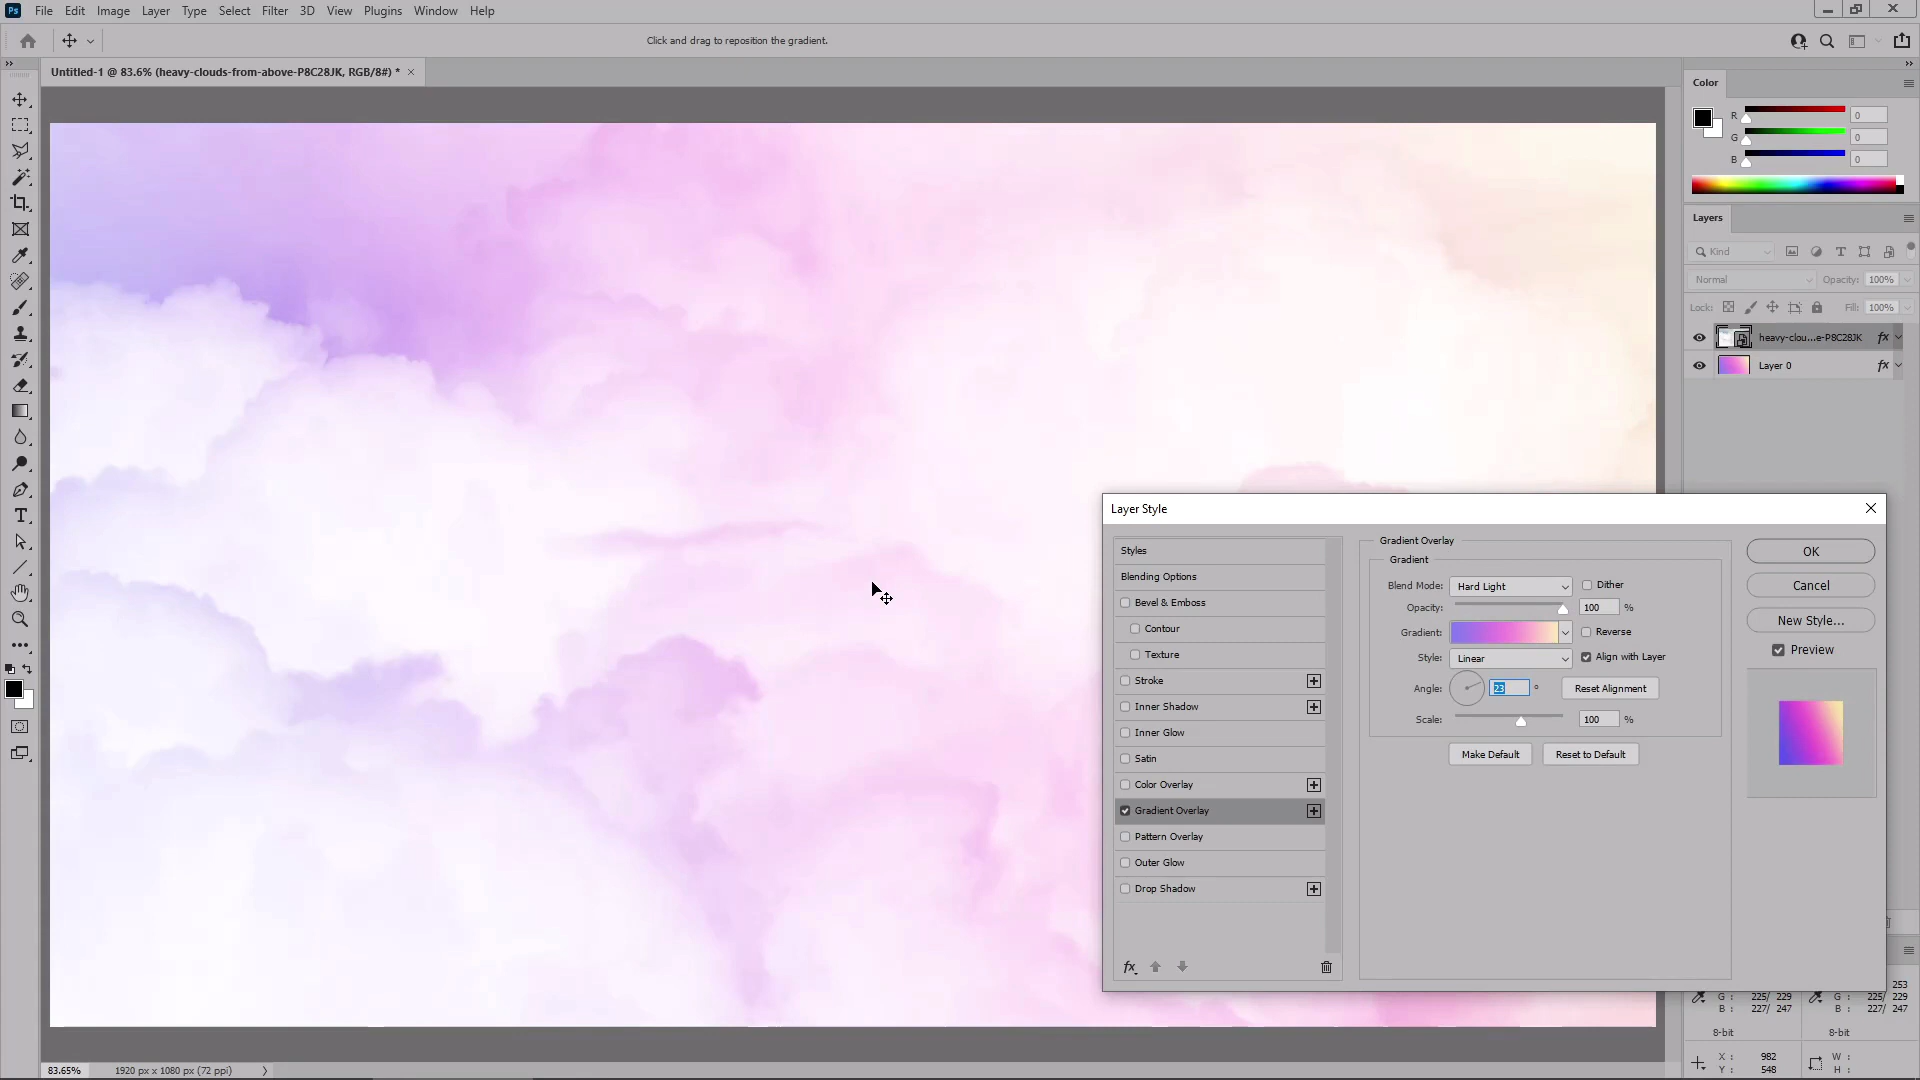 Ps File Edit Image Layer Type Select Filter 3D View Plugins Window Help
Click and drag to reposition the gradient.
Untitled-1 @ 83.6% (heavy-clouds-from-above-P8C28JK, RGB/8#) * ×
Color
R 0
G 0
B 0
Layers
Kind
Normal Opacity: 100%
Lock: Fill: 100%
heavy-clou...e-P8C28JK fx
Layer 0 fx
Layer Style
Styles
Blending Options
Bevel & Emboss
Contour
Texture
Stroke
Inner Shadow
Inner Glow
Satin
Color Overlay
Gradient Overlay
Pattern Overlay
Outer Glow
Drop Shadow
fx
Gradient Overlay
Gradient
Blend Mode: Hard Light Dither
Opacity: 100 %
Gradient: Reverse
Style: Linear Align with Layer
Angle: 23 ° Reset Alignment
Scale: 100 %
Make Default Reset to Default
OK
Cancel
New Style...
Preview
253
G : 225/ 229 G : 225/ 229
B : 227/ 247 B : 227/ 247
8-bit 8-bit
X : 982 W :
Y : 548 H :
83.65% 1920 px x 1080 px (72 ppi)